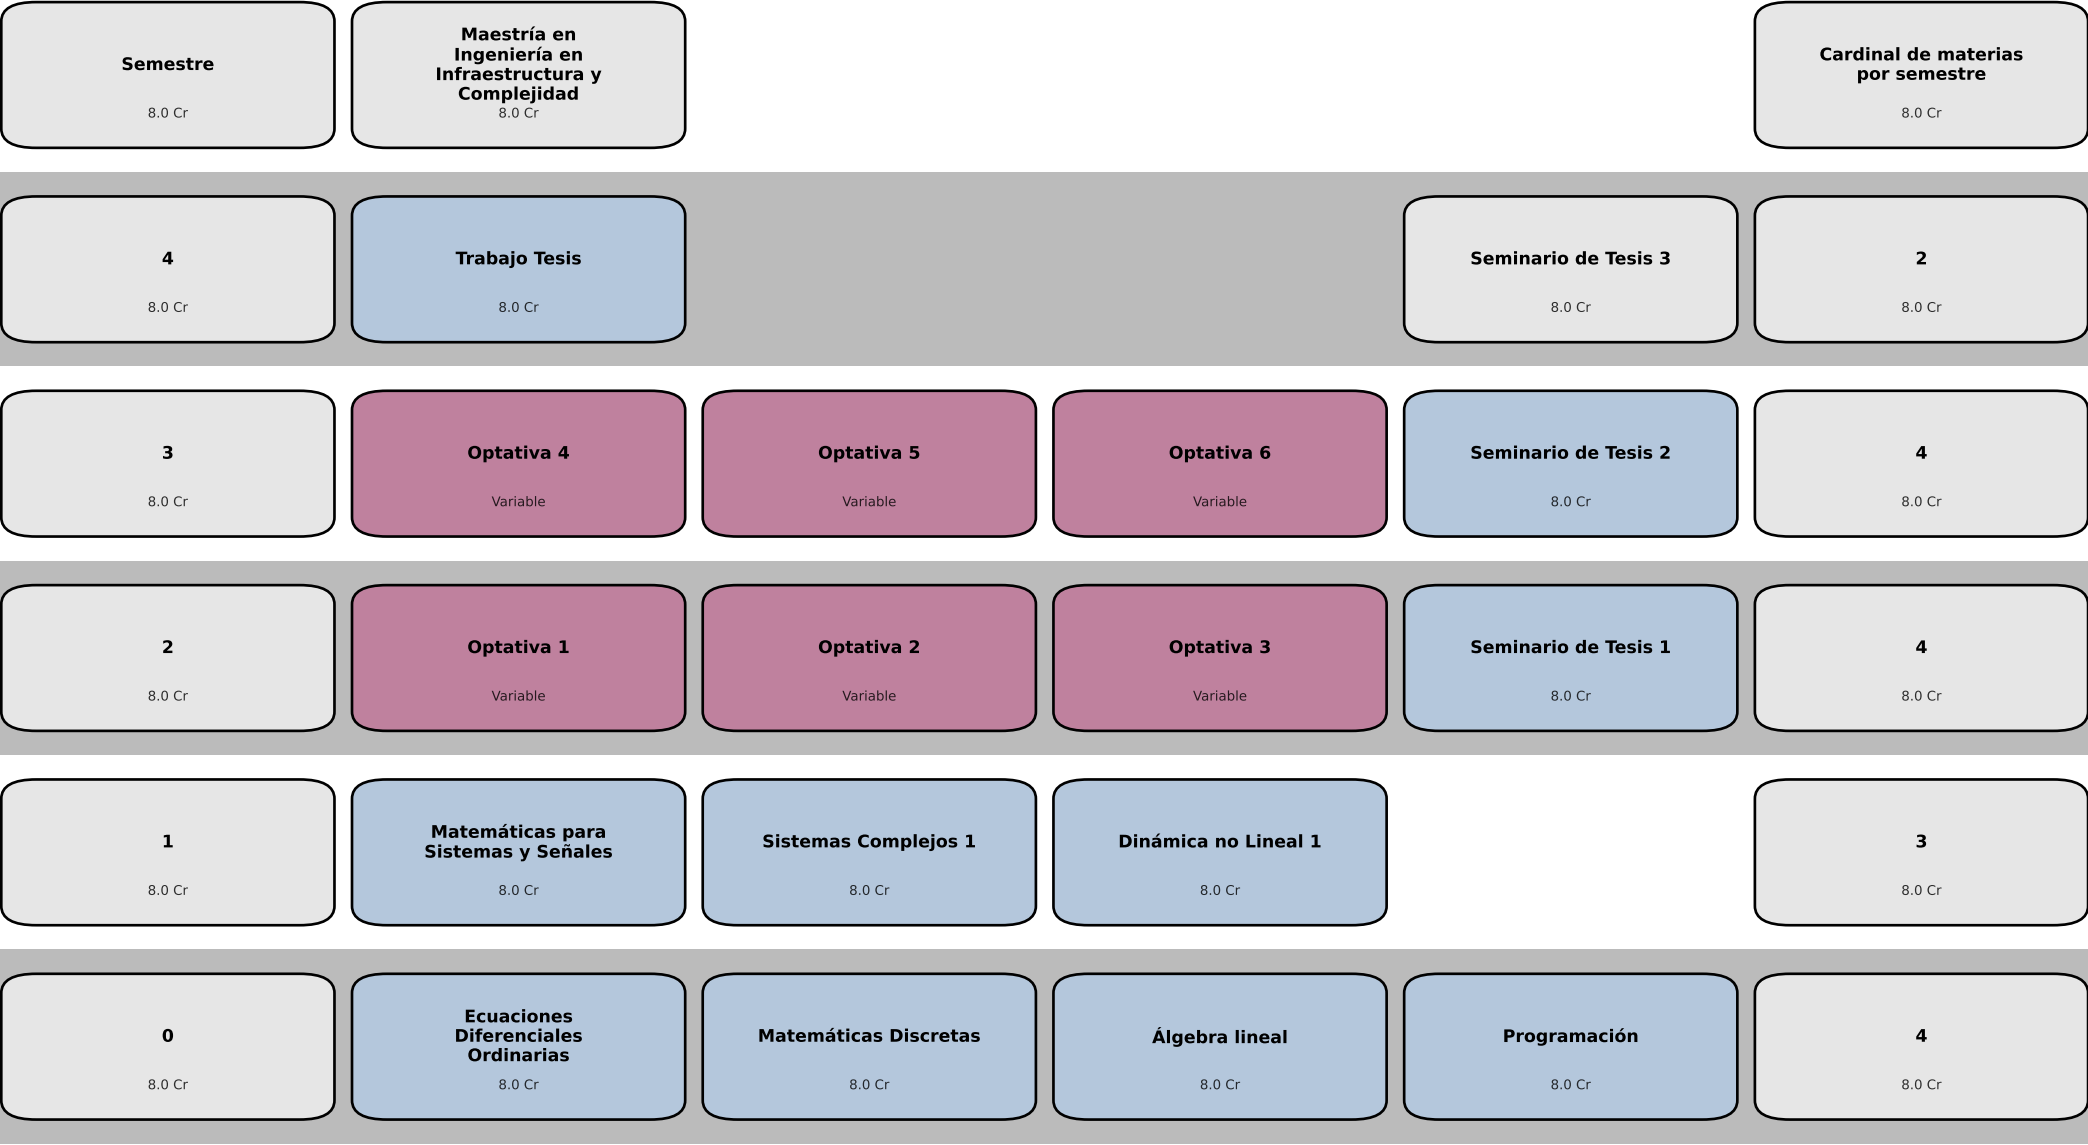 Semestre
8.0 Cr
Maestría en
Ingeniería en
Infraestructura y
Complejidad
8.0 Cr
Cardinal de materias
por semestre
8.0 Cr
4
8.0 Cr
Trabajo Tesis
8.0 Cr
Seminario de Tesis 3
8.0 Cr
2
8.0 Cr
3
8.0 Cr
Optativa 4
Variable
Optativa 5
Variable
Optativa 6
Variable
Seminario de Tesis 2
8.0 Cr
4
8.0 Cr
2
8.0 Cr
Optativa 1
Variable
Optativa 2
Variable
Optativa 3
Variable
Seminario de Tesis 1
8.0 Cr
4
8.0 Cr
1
8.0 Cr
Matemáticas para
Sistemas y Señales
8.0 Cr
Sistemas Complejos 1
8.0 Cr
Dinámica no Lineal 1
8.0 Cr
3
8.0 Cr
0
8.0 Cr
Ecuaciones
Diferenciales
Ordinarias
8.0 Cr
Matemáticas Discretas
8.0 Cr
Álgebra lineal
8.0 Cr
Programación
8.0 Cr
4
8.0 Cr